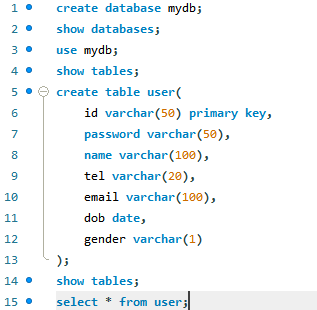 1 create database mydb;
2 show databases;
3 use mydb;
4 show tables;
5 create table user(
6 id varchar(50) primary key,
7 password varchar(50),
8 name varchar(100),
9 tel varchar(20),
10 email varchar(100),
11 dob date,
12 gender varchar(1)
13 );
14 show tables;
15 select * from user;